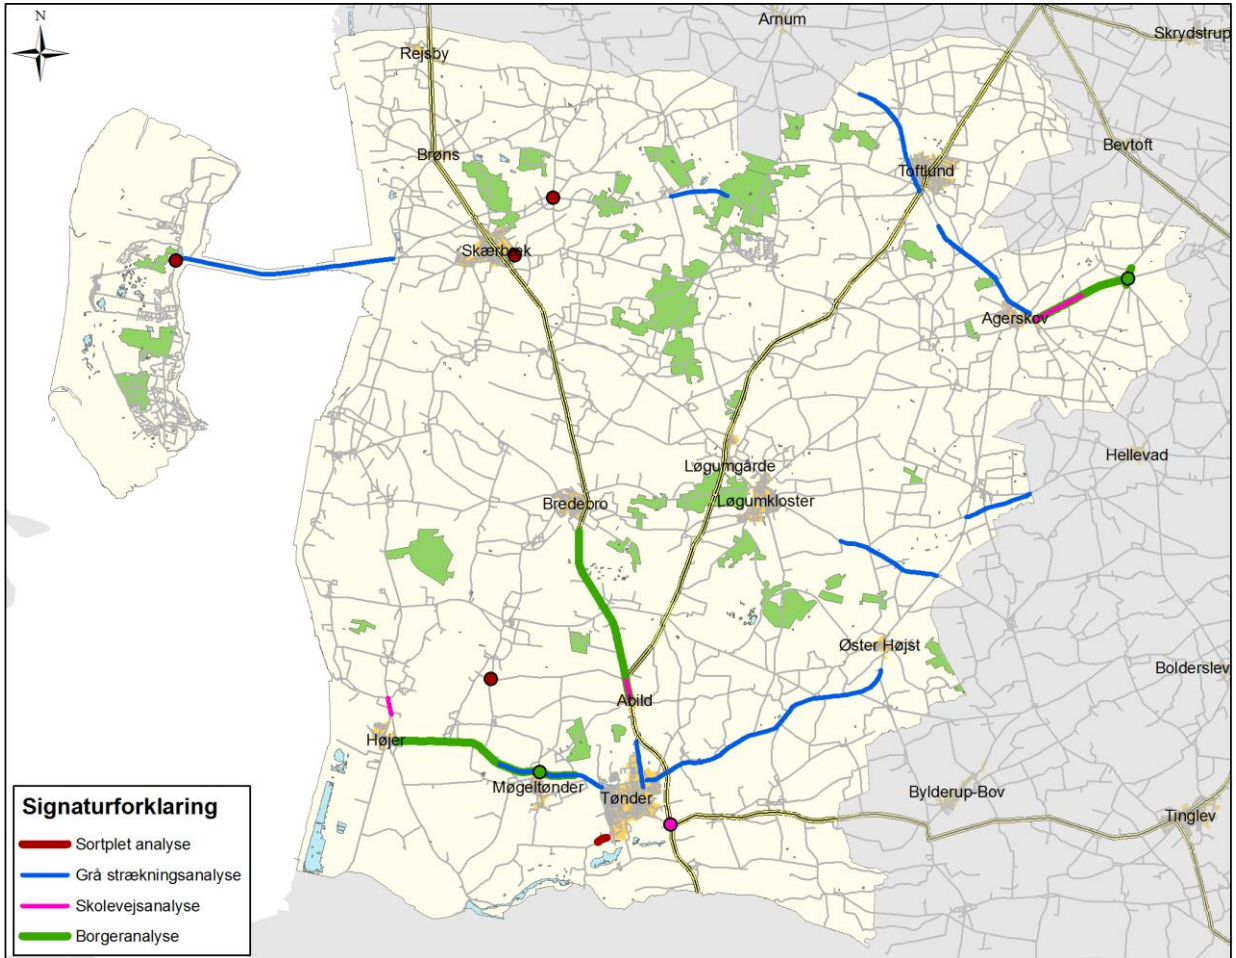 N
Arnum
Skrydstrup
Rejsby
Brøns
Bevtoft
Toftlund
Skærbæk
Agerskov
Hellevad
Løgumgårde
Løgumkloster
Bredebro
Øster Højst
Bolderslev
Abild
Højer
Møgeltønder
Tønder
Bylderup-Bov
Tinglev
Signaturforklaring
Sortplet analyse
Grå strækningsanalyse
Skolevejsanalyse
Borgeranalyse